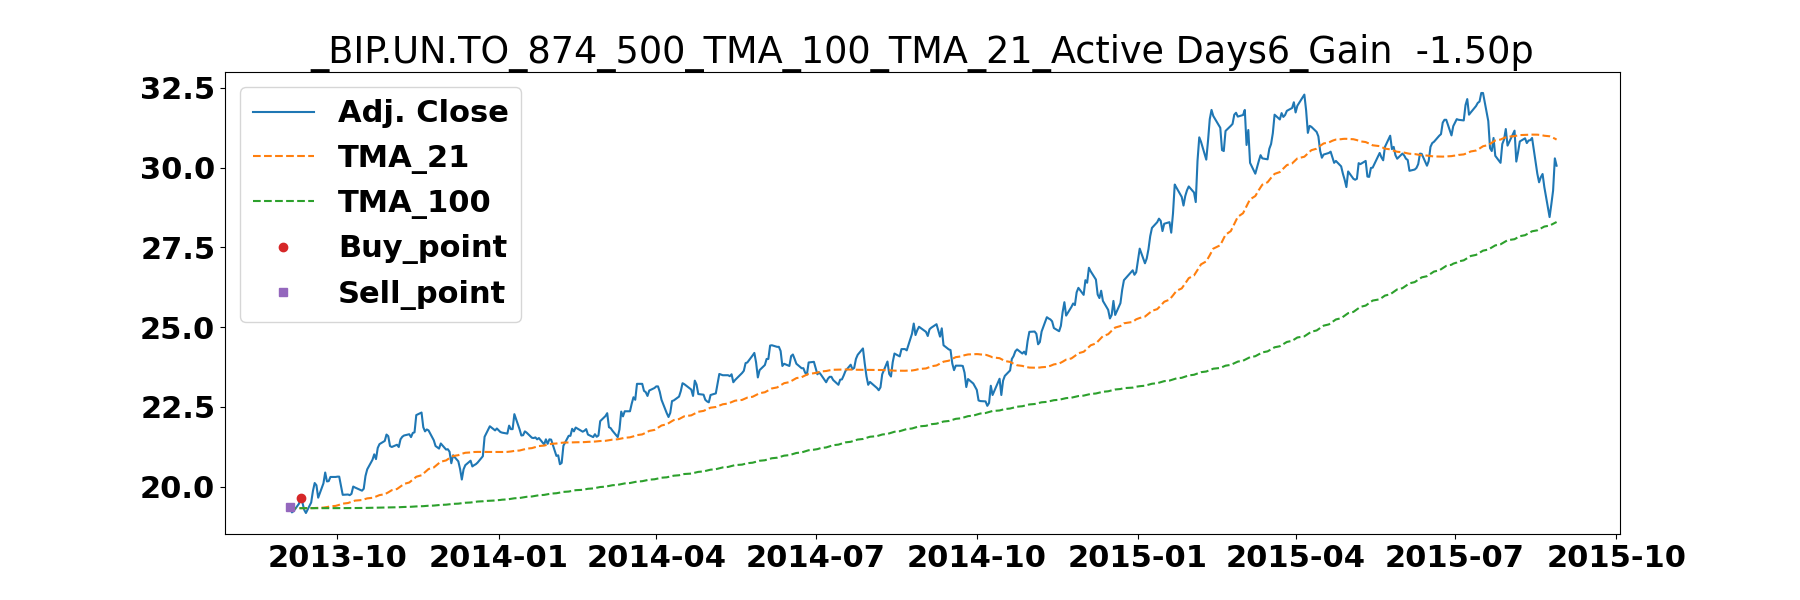 _BIP.UN.TO_874_500_TMA_100_TMA_21_Active Days6_Gain  -1.50p
32.5
30.0
27.5
25.0
22.5
20.0
Adj. Close
TMA_21
TMA_100
Buy_point
Sell_point
2013-10 2014-01 2014-04 2014-07 2014-10 2015-01 2015-04 2015-07 2015-10